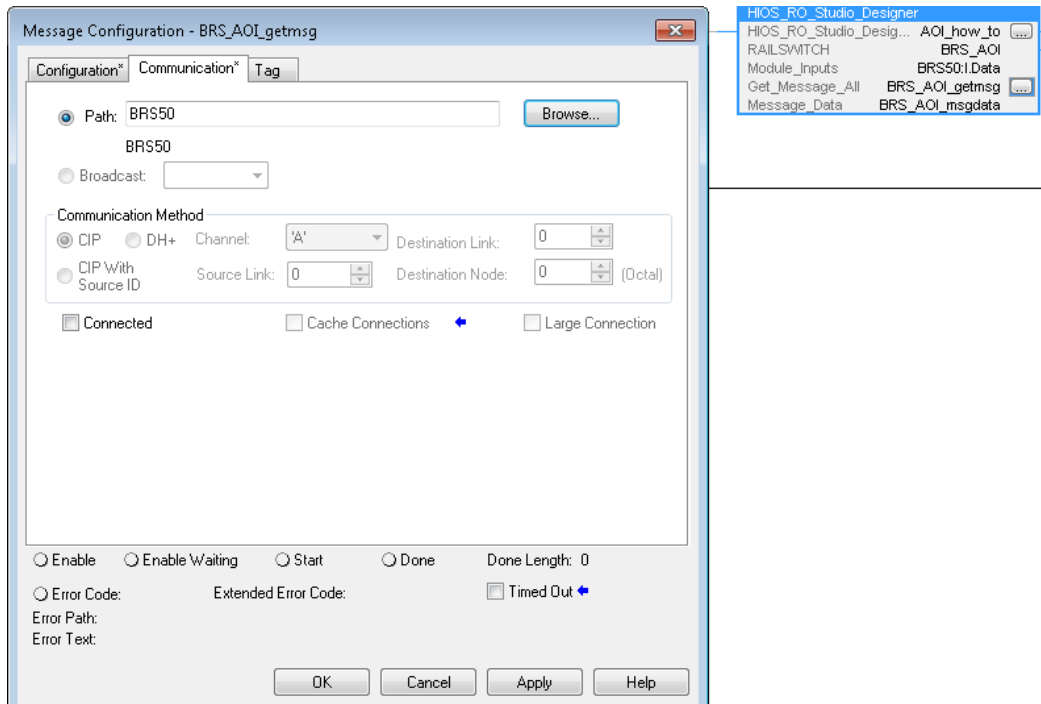 Message Configuration - BRS_AOI_getmsg
Configuration* Communication* Tag
Path: BRS50 Browse...
BRS50
Broadcast:
Communication Method
CIP DH+ Channel: 'A' Destination Link: 0
CIP With Source ID Source Link: 0 Destination Node: 0 (Octal)
Connected Cache Connections Large Connection
Enable Enable Waiting Start Done Done Length: 0
Error Code: Extended Error Code: Timed Out
Error Path:
Error Text:
OK Cancel Apply Help
HIOS_RO_Studio_Designer
HIOS_RO_Studio_Desig... AOI_how_to ...
RAILSWITCH BRS_AOI
Module_Inputs BRS50:I.Data
Get_Message_All BRS_AOI_getmsg ...
Message_Data BRS_AOI_msgdata